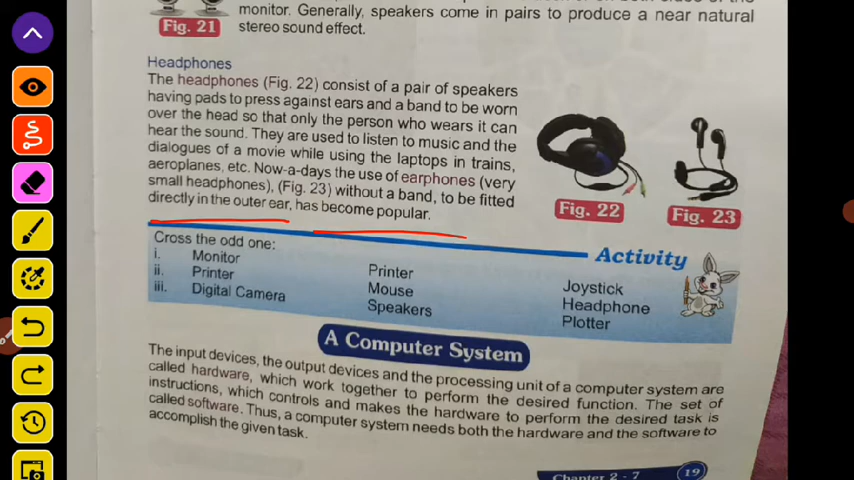 monitor. Generally, speakers come in pairs to produce a near natural
Fig. 21
stereo sound effect.
Headphones
The headphones (Fig. 22) consist of a pair of speakers
having pads to press against ears and a band to be worn
over the head so that only the person who wears it can
hear the sound. They are used to listen to music and the
dialogues of a movie while using the laptops in trains,
aeroplanes, etc. Now-a-days the use of earphones (very
small headphones), (Fig. 23) without a band, to be fitted
directly in the outer ear, has become popular.
Fig. 22
Fig. 23
Activity
Cross the odd one:
i. Monitor Printer Joystick
ii. Printer Mouse Headphone
iii. Digital Camera Speakers Plotter
A Computer System
The input devices, the output devices and the processing unit of a computer system are
called hardware, which work together to perform the desired function. The set of
instructions, which controls and makes the hardware to perform the desired task is
called software. Thus, a computer system needs both the hardware and the software to
accomplish the given task.
Chapter 2 - 7
19